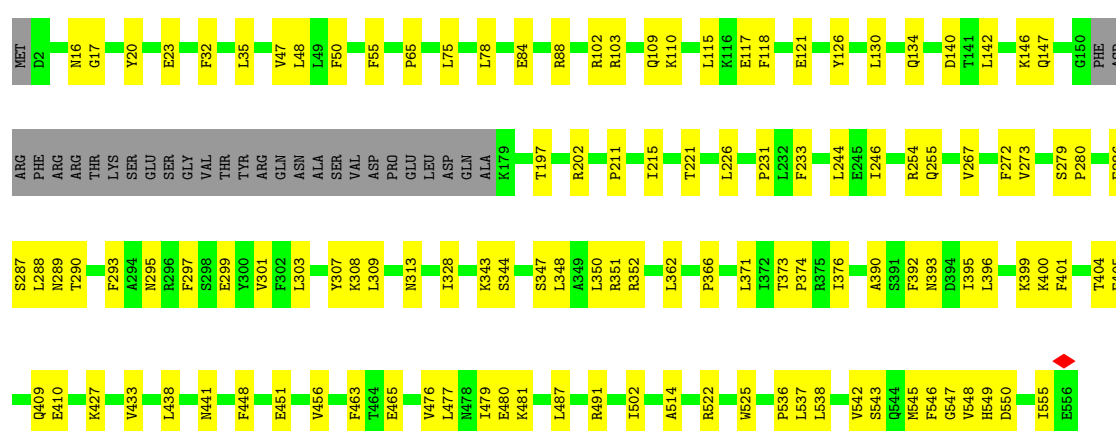 MET D2 N16 G17 Y20 E23 F32 L35 V47 L48 L49 F50 F55 P65 L75 L78 E84 R88 R102 R103 Q109 K110 L115 K116 E117 F118 E121 Y126 L130 Q134 D140 T141 L142 K146 Q147 G150 PHE
ARG PHE ARG ARG THR LYS SER GLU SER GLY VAL THR TYR ARG GLN ASN ALA SER VAL ASP PRO GLU LEU ASP GLN ALA K179 T197 R202 P211 I215 T221 L226 P231 L232 F233 L244 E245 I246 R254 Q255 V267 F272 V273 S279 P280
S287 L288 N289 T290 F293 A294 N295 R296 F297 S298 E299 Y300 V301 F302 L303 Y307 K308 L309 N313 I328 K343 S344 S347 L348 A349 L350 R351 R352 L362 P366 L371 I372 T373 P374 R375 I376 A390 S391 F392 N393 D394 I395 L396 K399 K400 F401 T404
Q409 E410 K427 V433 L438 N441 F448 E451 V456 F463 T464 E465 V476 L477 N478 I479 E480 K481 L487 R491 I502 A514 R522 W525 P536 L537 L538 V542 S543 Q544 M545 F546 G547 V548 H549 D550 I555 E556